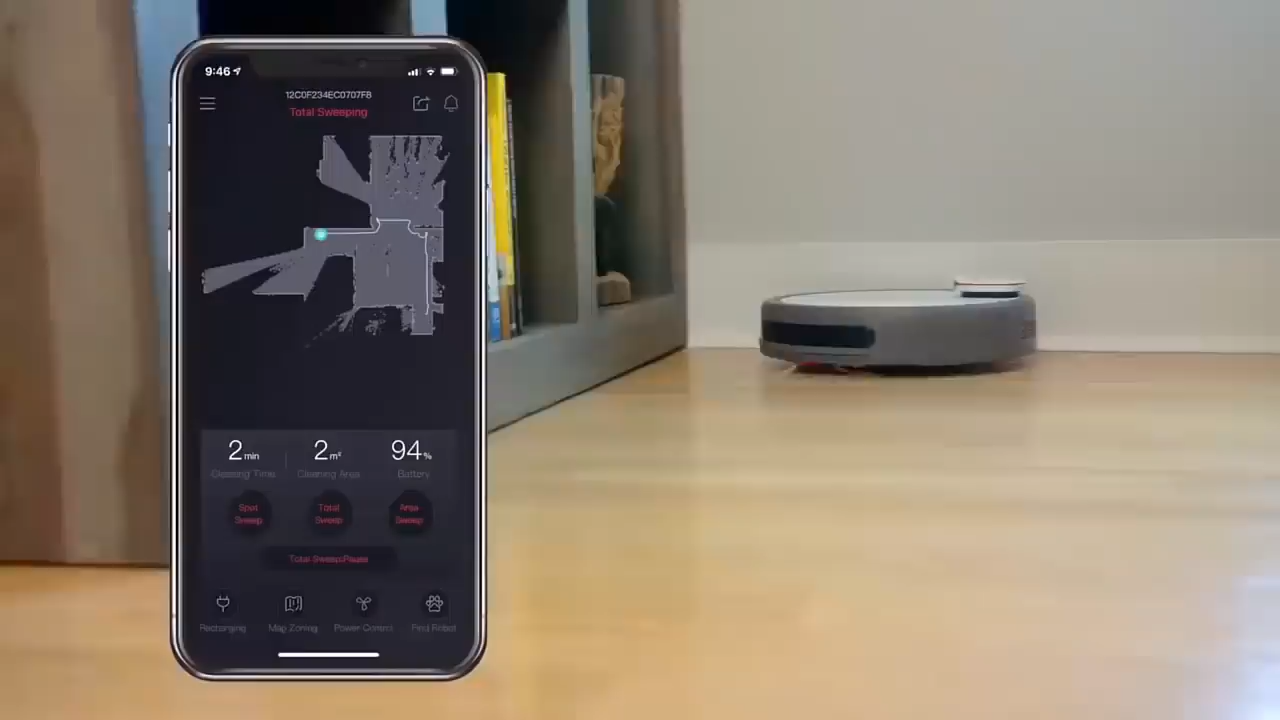 9:46
12C0F234EC0707F8
Total Sweeping
2 min
2 m²
94 %
Cleaning Time
Cleaning Area
Battery
Spot
Sweep
Total
Sweep
Area
Sweep
Total Sweep:Pause
Recharging
Map Zoning
Power Control
Find Robot